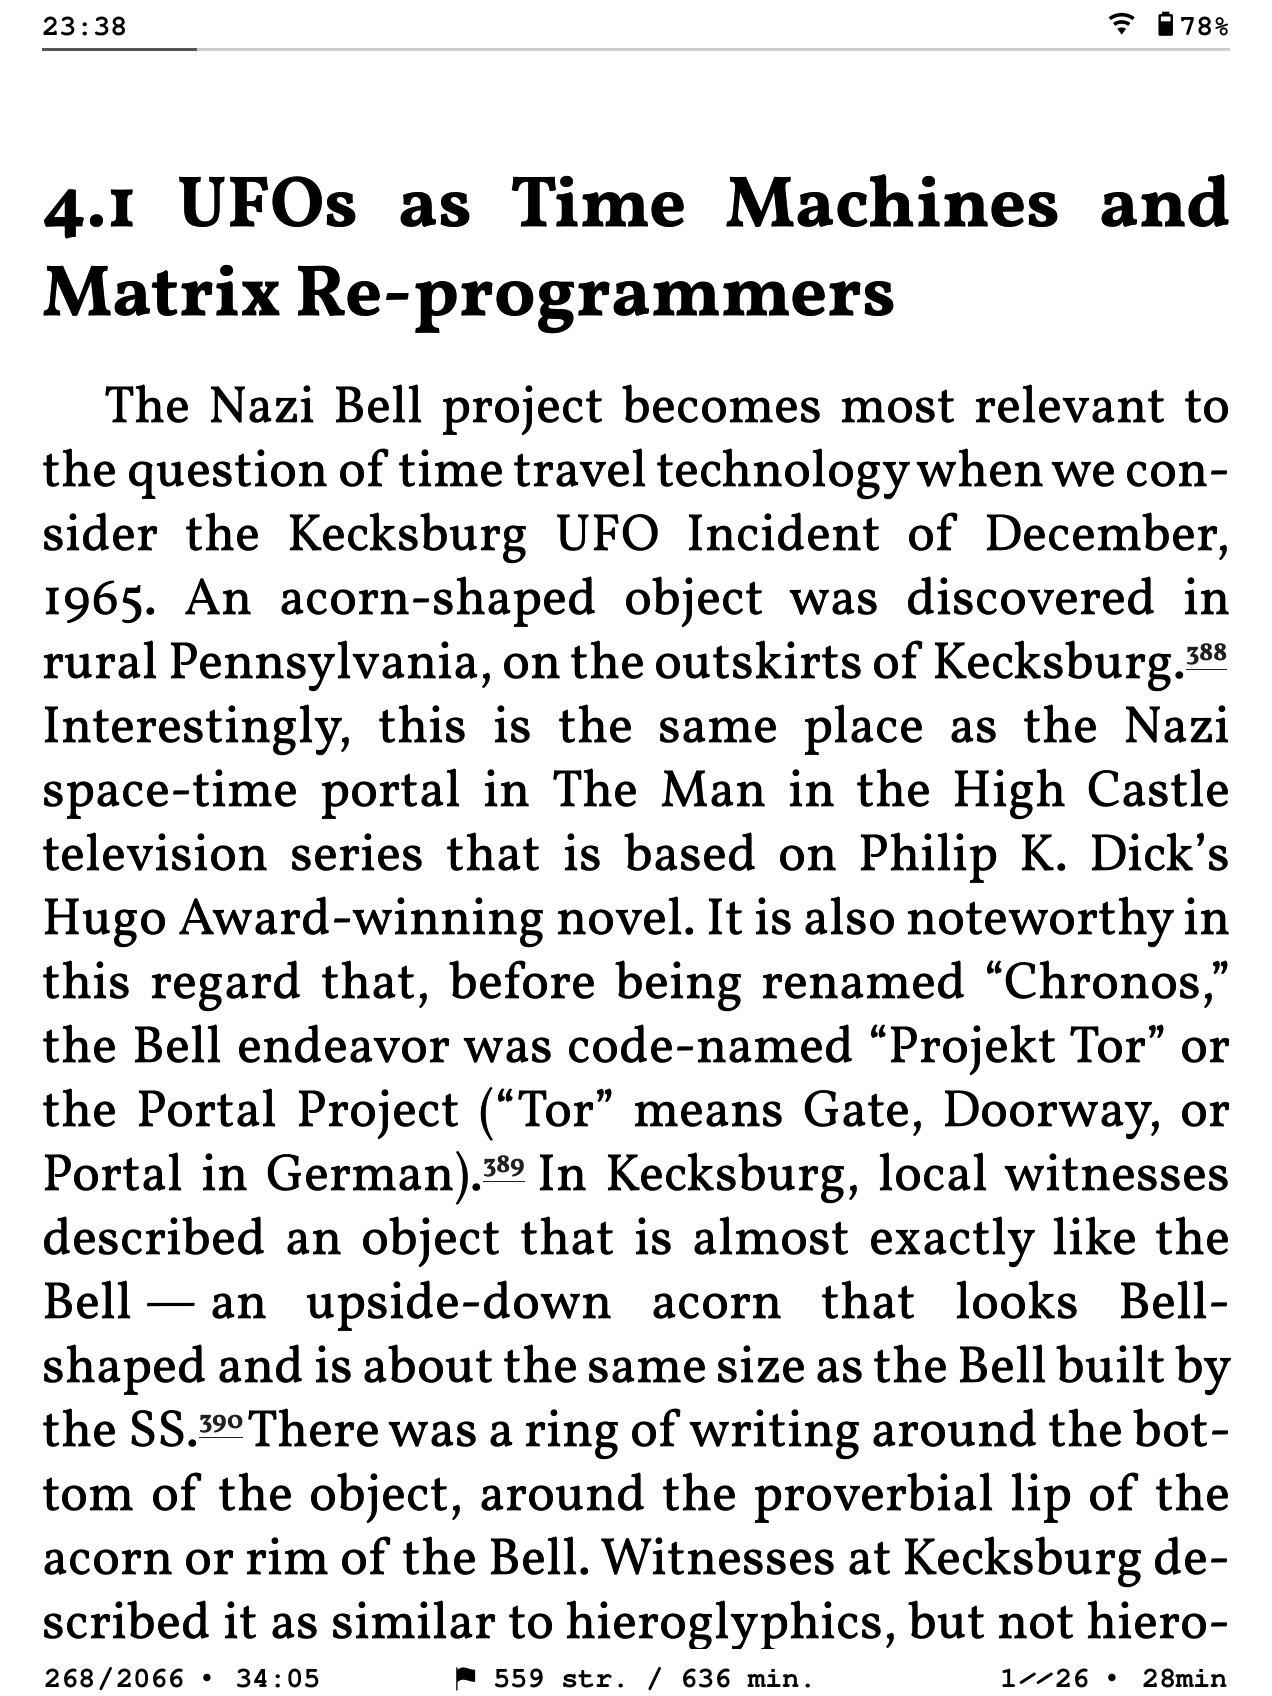 23:38
78%
4.1 UFOs as Time Machines and
Matrix Re-programmers
The Nazi Bell project becomes most relevant to
the question of time travel technology when we con-
sider the Kecksburg UFO Incident of December,
1965. An acorn-shaped object was discovered in
rural Pennsylvania, on the outskirts of Kecksburg.388
Interestingly, this is the same place as the Nazi
space-time portal in The Man in the High Castle
television series that is based on Philip K. Dick’s
Hugo Award-winning novel. It is also noteworthy in
this regard that, before being renamed “Chronos,”
the Bell endeavor was code-named “Projekt Tor” or
the Portal Project (“Tor” means Gate, Doorway, or
Portal in German).389 In Kecksburg, local witnesses
described an object that is almost exactly like the
Bell — an upside-down acorn that looks Bell-
shaped and is about the same size as the Bell built by
the SS.390 There was a ring of writing around the bot-
tom of the object, around the proverbial lip of the
acorn or rim of the Bell. Witnesses at Kecksburg de-
scribed it as similar to hieroglyphics, but not hiero-
268/2066 • 34:05
559 str. / 636 min.
1//26 • 28min